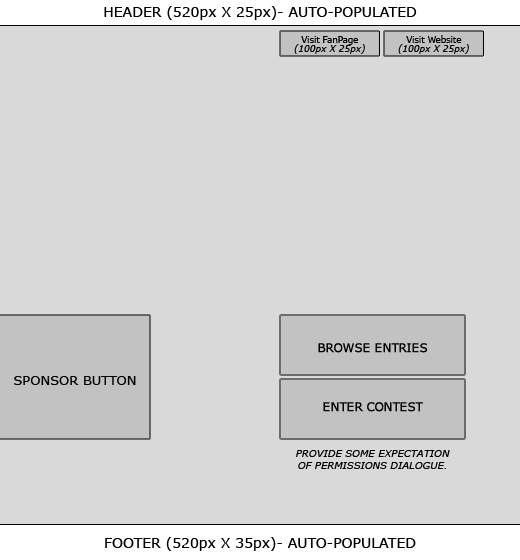 HEADER (520px X 25px)- AUTO-POPULATED
Visit FanPage
(100px X 25px)
Visit Website
(100px X 25px)
SPONSOR BUTTON
BROWSE ENTRIES
ENTER CONTEST
PROVIDE SOME EXPECTATION
OF PERMISSIONS DIALOGUE.
FOOTER (520px X 35px)- AUTO-POPULATED